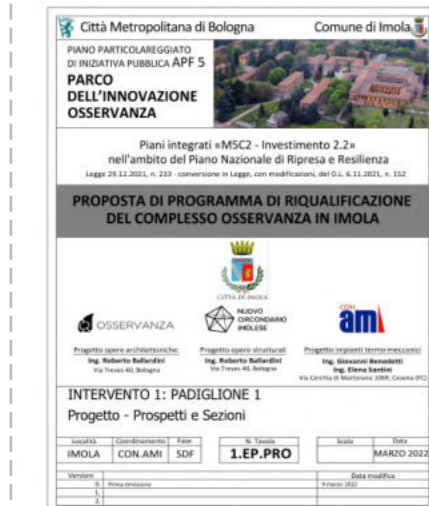 Città Metropolitana di Bologna
Comune di Imola
PIANO PARTICOLAREGGIATO
DI INIZIATIVA PUBBLICA APF 5
PARCO
DELL'INNOVAZIONE
OSSERVANZA
Piani integrati «M5C2 - Investimento 2.2»
nell'ambito del Piano Nazionale di Ripresa e Resilienza
Legge 29.12.2021, n. 233 - conversione in Legge, con modificazioni, del D.L. 6.11.2021, n. 152
PROPOSTA DI PROGRAMMA DI RIQUALIFICAZIONE
DEL COMPLESSO OSSERVANZA IN IMOLA
CITTÀ DI IMOLA
OSSERVANZA
NUOVO
CIRCONDARIO
IMOLESE
CON.
ami
Progetto opere architettoniche:
Ing. Roberto Ballardini
Via Treves 40, Bologna
Progetto opere strutturali
Ing. Roberto Ballardini
Via Treves 40, Bologna
Progetto impianti termo-meccanici
Ing. Giovanni Benedetti
Ing. Elena Santini
Via Cerchia di Martorano 1069, Cesena (FC)
INTERVENTO 1: PADIGLIONE 1
Progetto - Prospetti e Sezioni
Località Coordinamento Fase N. Tavola Scala Data
IMOLA CON.AMI SDF 1.EP.PRO MARZO 2022
Versioni Data modifica
0. Prima emissione 9 marzo 2022
1.
2.